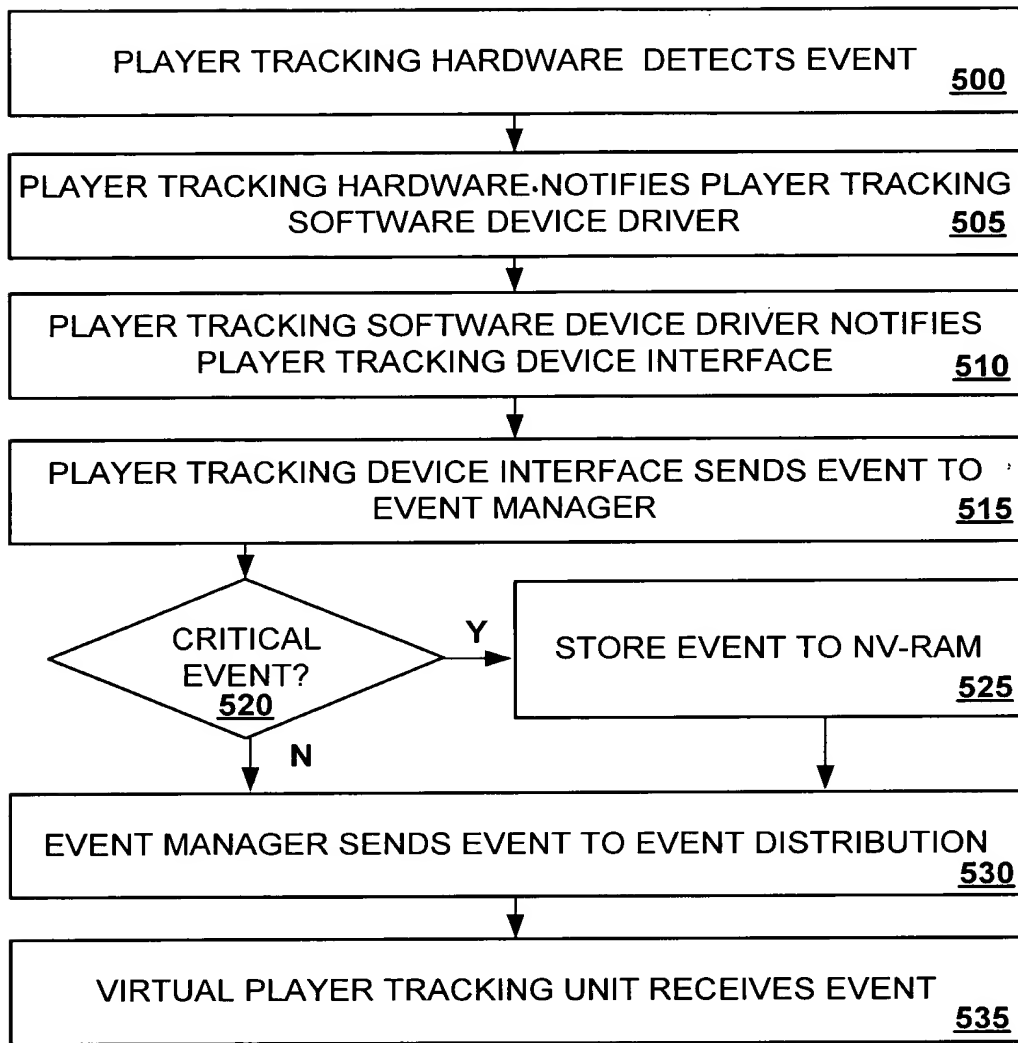 PLAYER TRACKING HARDWARE DETECTS EVENT
500
PLAYER TRACKING HARDWARE NOTIFIES PLAYER TRACKING
SOFTWARE DEVICE DRIVER
505
PLAYER TRACKING SOFTWARE DEVICE DRIVER NOTIFIES
PLAYER TRACKING DEVICE INTERFACE
510
PLAYER TRACKING DEVICE INTERFACE SENDS EVENT TO
EVENT MANAGER
515
CRITICAL
EVENT?
520
Y
N
STORE EVENT TO NV-RAM
525
EVENT MANAGER SENDS EVENT TO EVENT DISTRIBUTION
530
VIRTUAL PLAYER TRACKING UNIT RECEIVES EVENT
535